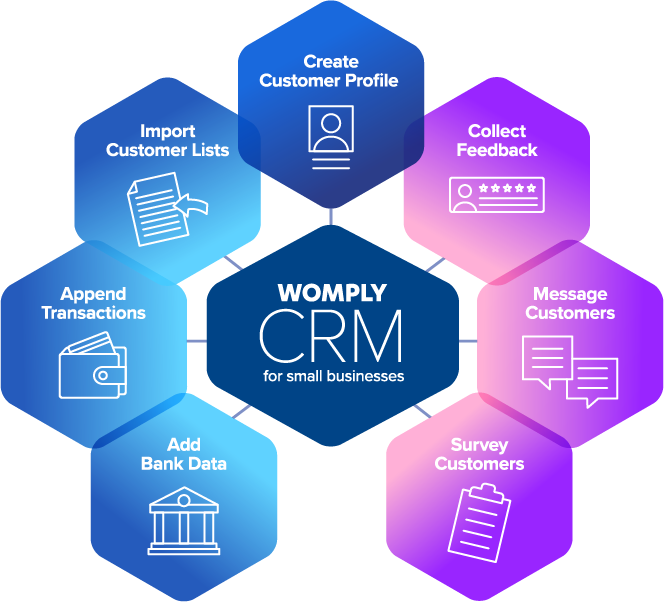 Create
Customer Profile
Import
Customer Lists
Collect
Feedback
Append
Transactions
WOMPLY
CRM
for small businesses
Message
Customers
Add
Bank Data
Survey
Customers